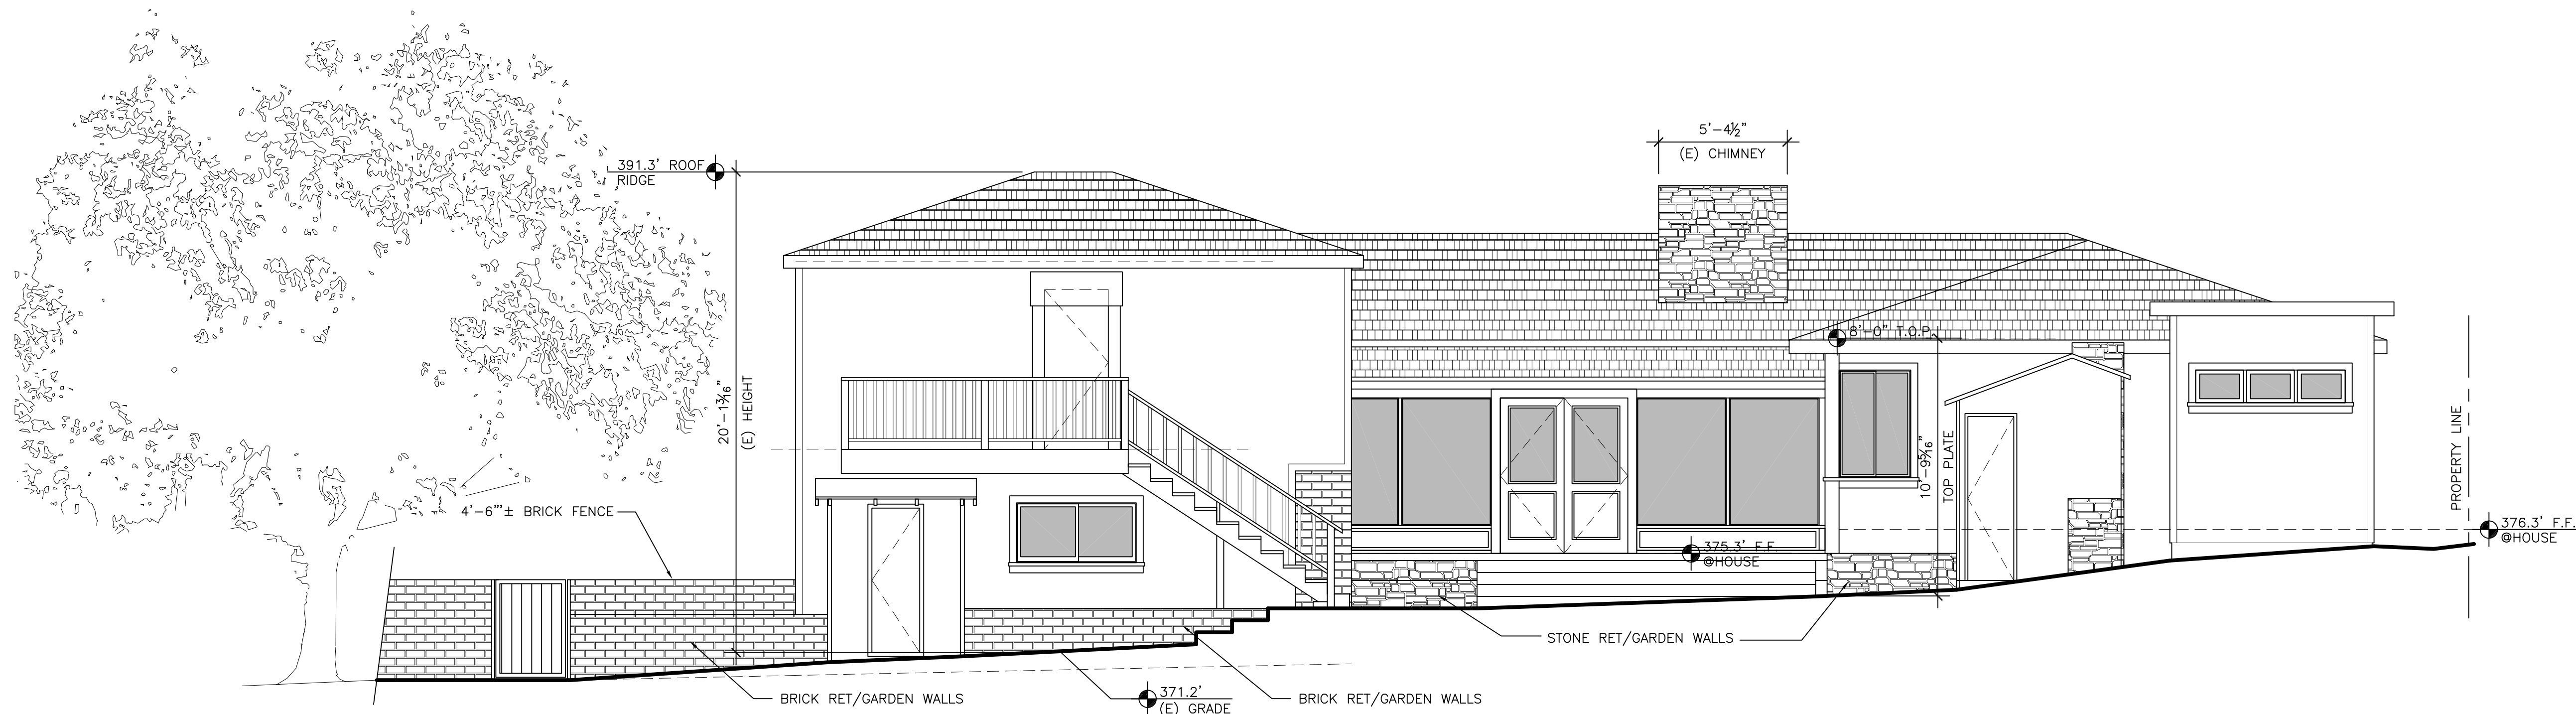 5'-4½"
(E) CHIMNEY
391.3' ROOF
RIDGE
8'-0" T.O.P.
20'-1³⁄₁₆"
(E) HEIGHT
PROPERTY LINE
10'-9⁵⁄₁₆"
TOP PLATE
4'-6"'± BRICK FENCE
376.3' F.F.
@HOUSE
375.3' F.F.
@HOUSE
STONE RET/GARDEN WALLS
BRICK RET/GARDEN WALLS
371.2'
(E) GRADE
BRICK RET/GARDEN WALLS